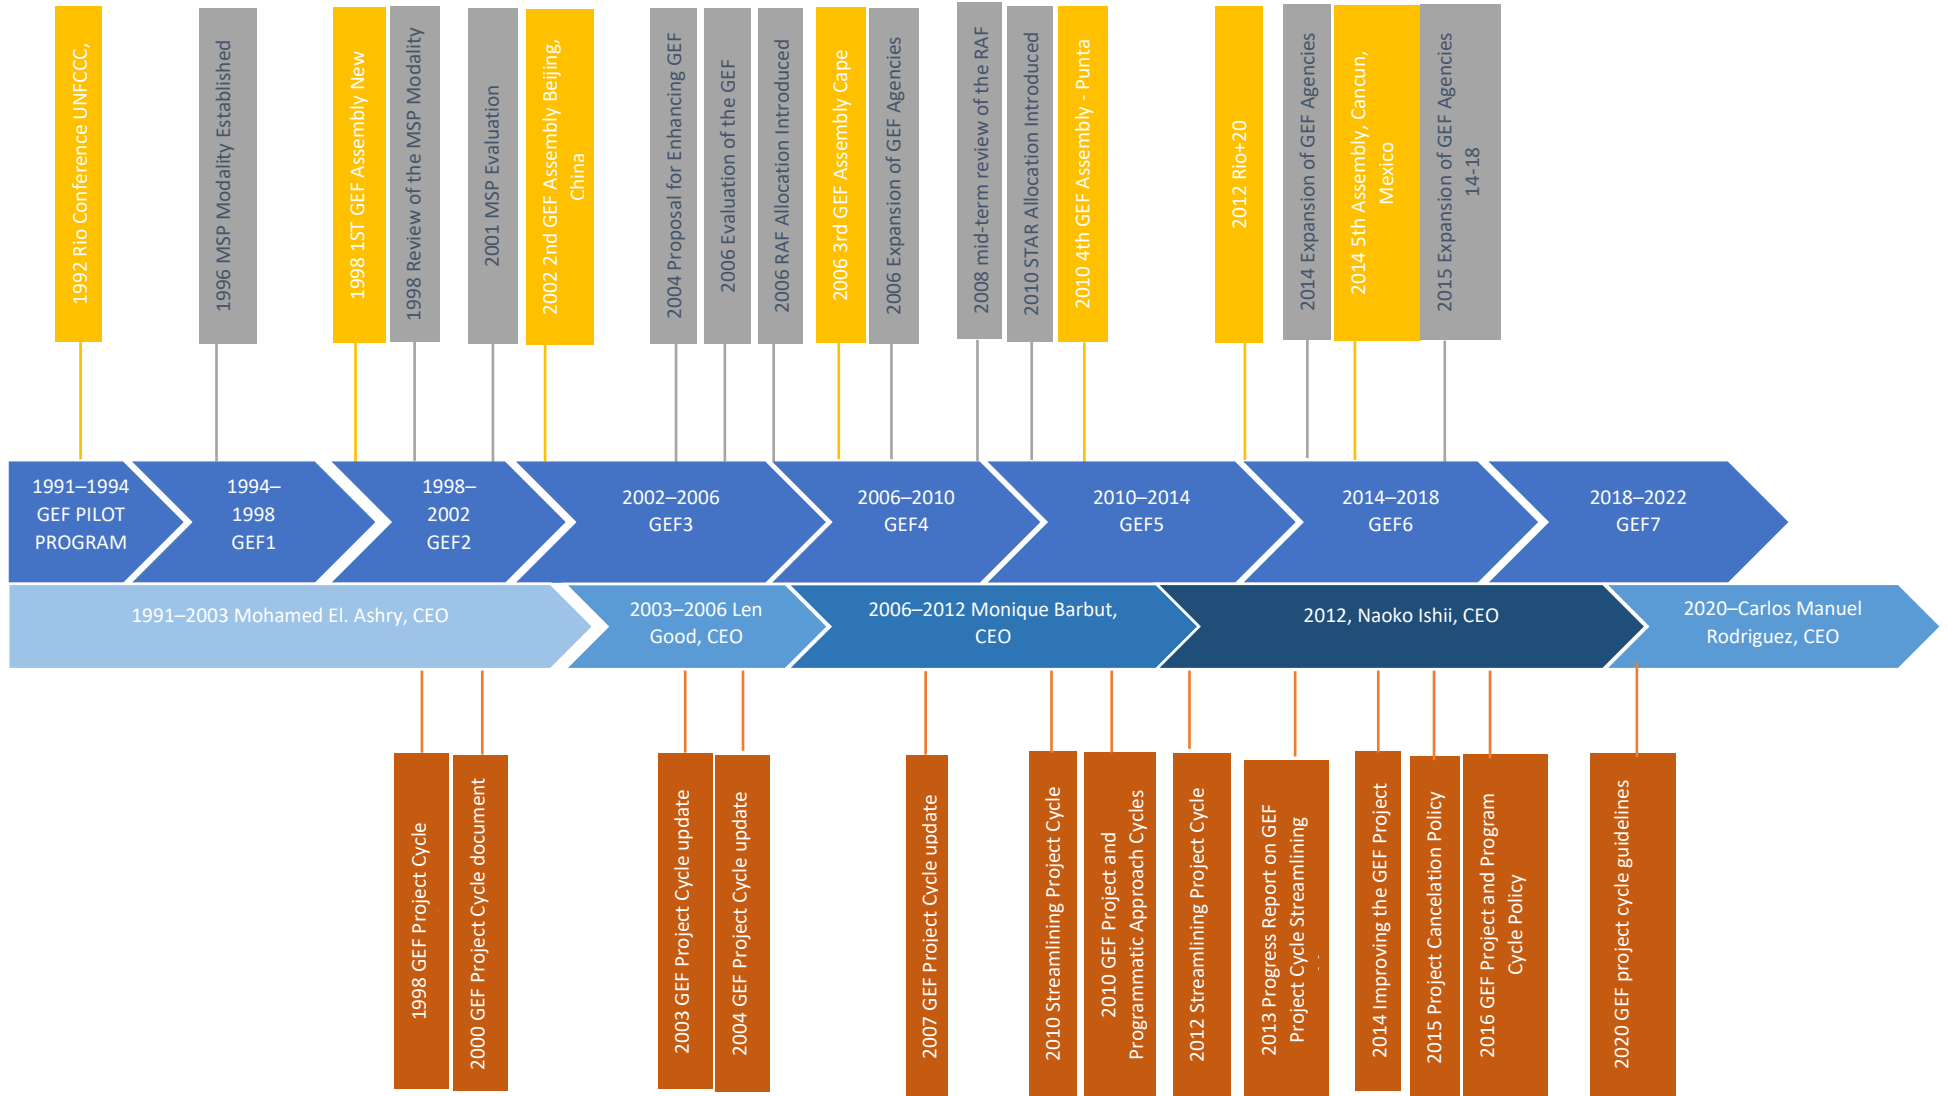 1992 Rio Conference UNFCCC,
1996 MSP Modality Established
1998 1ST GEF Assembly New
1998 Review of the MSP Modality
2001 MSP Evaluation
2002 2nd GEF Assembly Beijing,
China
2004 Proposal for Enhancing GEF
2006 Evaluation of the GEF
2006 RAF Allocation Introduced
2006 3rd GEF Assembly Cape
2006 Expansion of GEF Agencies
2008 mid-term review of the RAF
2010 STAR Allocation Introduced
2010 4th GEF Assembly - Punta
2012 Rio+20
2014 Expansion of GEF Agencies
2014 5th Assembly, Cancun,
Mexico
2015 Expansion of GEF Agencies
14-18
1991–1994
GEF PILOT
PROGRAM
1994–
1998
GEF1
1998–
2002
GEF2
2002–2006
GEF3
2006–2010
GEF4
2010–2014
GEF5
2014–2018
GEF6
2018–2022
GEF7
1991–2003 Mohamed El. Ashry, CEO
2003–2006 Len
Good, CEO
2006–2012 Monique Barbut,
CEO
2012, Naoko Ishii, CEO
2020–Carlos Manuel
Rodriguez, CEO
1998 GEF Project Cycle
2000 GEF Project Cycle document
2003 GEF Project Cycle update
2004 GEF Project Cycle update
2007 GEF Project Cycle update
2010 Streamlining Project Cycle
2010 GEF Project and
Programmatic Approach Cycles
2012 Streamlining Project Cycle
2013 Progress Report on GEF
Project Cycle Streamlining
2014 Improving the GEF Project
2015 Project Cancelation Policy
2016 GEF Project and Program
Cycle Policy
2020 GEF project cycle guidelines